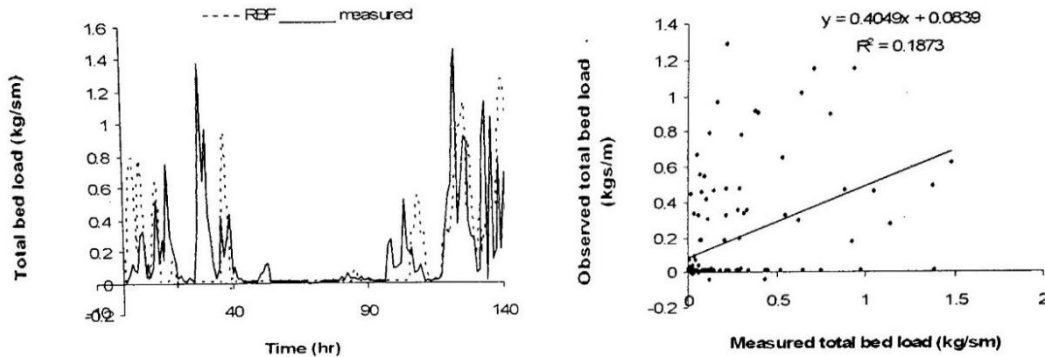 RBF measured
Total bed load (kg/sm)
1.6
1.4
1.2
1
0.8
0.6
0.4
0.2
0
-0.2
-10 40 90 140
Time (hr)
y = 0.4049x + 0.0839
R² = 0.1873
Observed total bed load
(kgs/m)
1.4
1.2
1
0.8
0.6
0.4
0.2
0
-0.2
0 0.5 1 1.5 2
Measured total bed load (kg/sm)